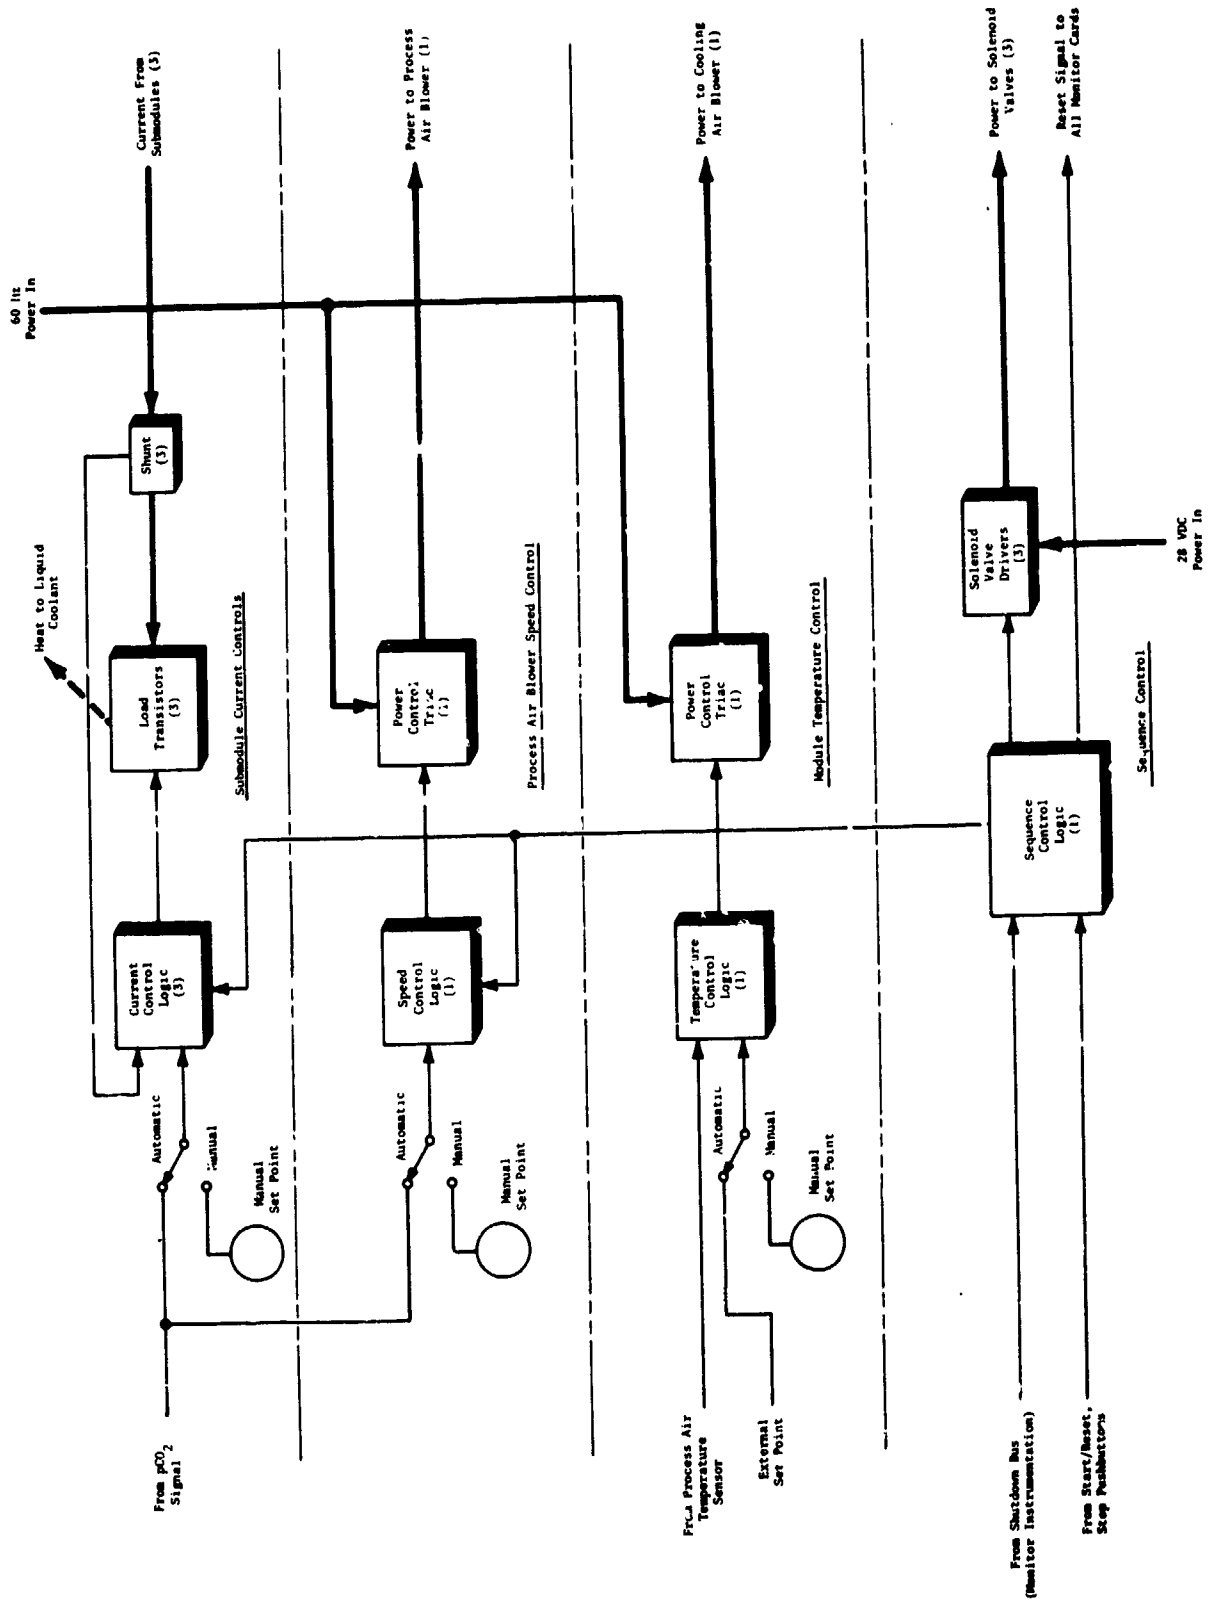 60 Hz
Power In
Current From
Submodules (3)
Shunt
(3)
Heat to Liquid
Coolant
Load
Transistors
(3)
Submodule Current Controls
Current
Control
Logic
(3)
Automatic
Manual
Manual
Set Point
From pCO2
Signal
Power to Process
Air Blower (1)
Power
Control
Triac
(1)
Process Air Blower Speed Control
Speed
Control
Logic
(1)
Automatic
Manual
Manual
Set Point
Power to Cooling
Air Blower (1)
Power
Control
Triac
(1)
Module Temperature Control
Temperature
Control
Logic
(1)
Automatic
Manual
Manual
Set Point
From Process Air
Temperature
Sensor
External
Set Point
Power to Solenoid
Valves (3)
Reset Signal to
All Monitor Cards
Solenoid
Valve
Drivers
(3)
28 VDC
Power In
Sequence Control
Sequence
Control
Logic
(1)
From Shutdown Bus
(Monitor Instrumentation)
From Start/Reset,
Stop Pushbuttons